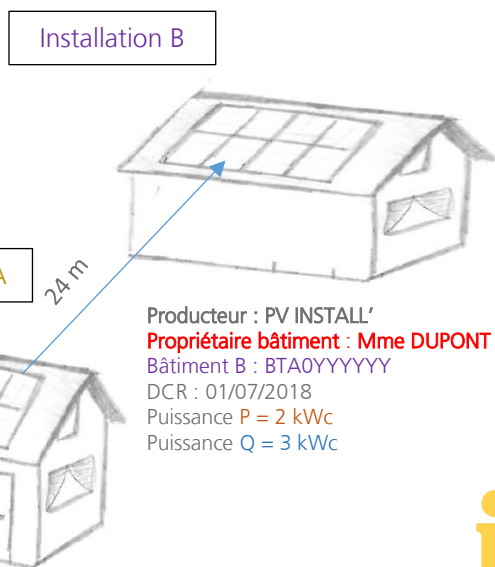 Installation B
A
24 m
Producteur : PV INSTALL’
Propriétaire bâtiment : Mme DUPONT
Bâtiment B : BTA0YYYYYY
DCR : 01/07/2018
Puissance P = 2 kWc
Puissance Q = 3 kWc